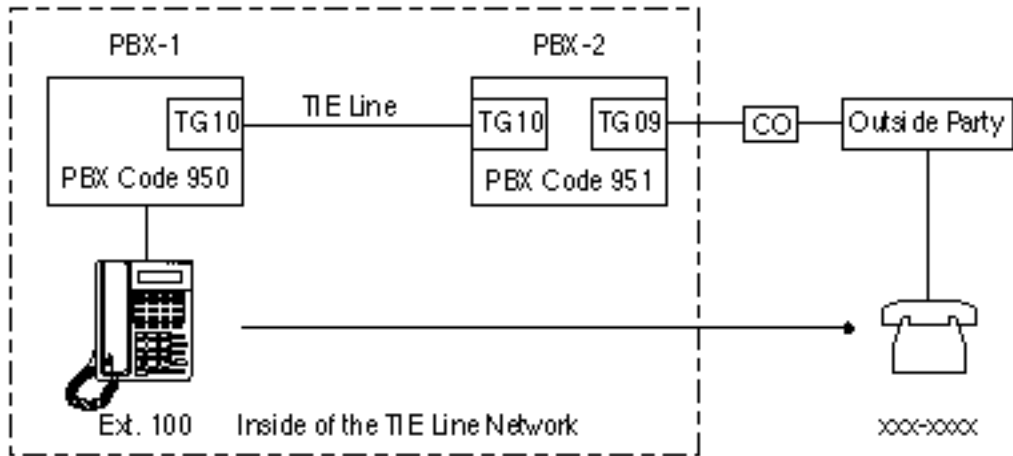 PBX-1
PBX-2
TG10
TIE Line
TG10
TG09
CO
Outside Party
PBX Code 950
PBX Code 951
Ext. 100
Inside of the TIE Line Network
xxx-xxxx